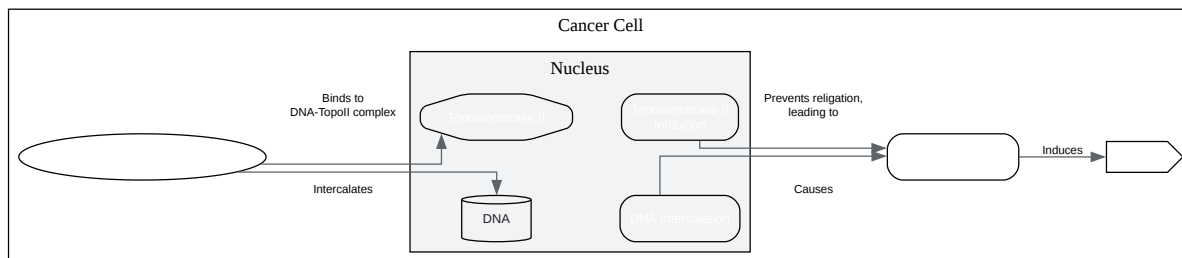 Cancer Cell
Nucleus
Binds to
DNA-TopoII complex
Topoisomerase II
Topoisomerase II
Inhibition
Prevents religation,
leading to
Induces
Intercalates
DNA
DNA Intercalation
Causes